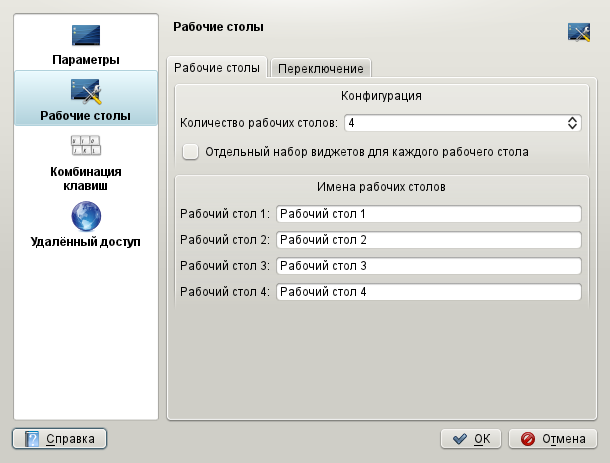 Параметры
Рабочие столы
Комбинация
клавиш
Удалённый доступ
Рабочие столы
Рабочие столы Переключение
Конфигурация
Количество рабочих столов: 4
Отдельный набор виджетов для каждого рабочего стола
Имена рабочих столов
Рабочий стол 1: Рабочий стол 1
Рабочий стол 2: Рабочий стол 2
Рабочий стол 3: Рабочий стол 3
Рабочий стол 4: Рабочий стол 4
Справка OK Отмена